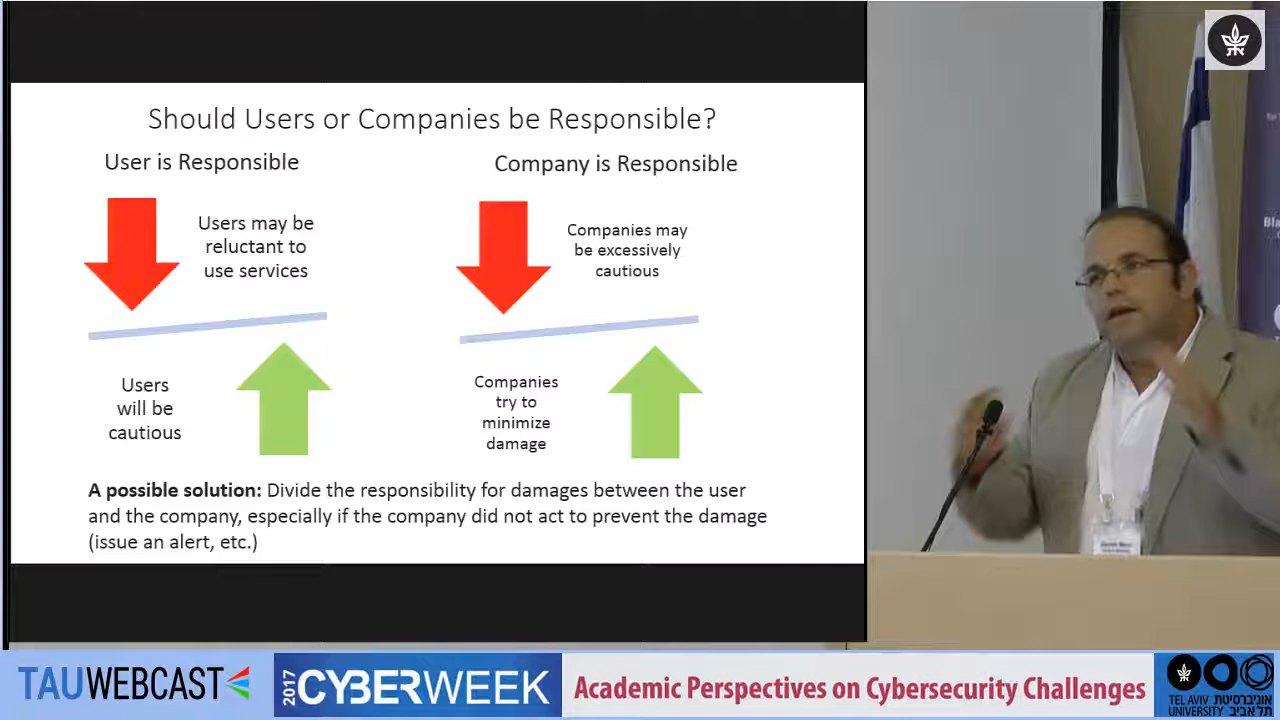 Should Users or Companies be Responsible?
User is Responsible
Users may be
reluctant to
use services
Users
will be
cautious
Company is Responsible
Companies may
be excessively
cautious
Companies
try to
minimize
damage
A possible solution: Divide the responsibility for damages between the user
and the company, especially if the company did not act to prevent the damage
(issue an alert, etc.)
TAUWEBCAST
2017
CYBERWEEK
Academic Perspectives on Cybersecurity Challenges
TEL AVIV
UNIVERSITY
אוניברסיטת
תל אביב